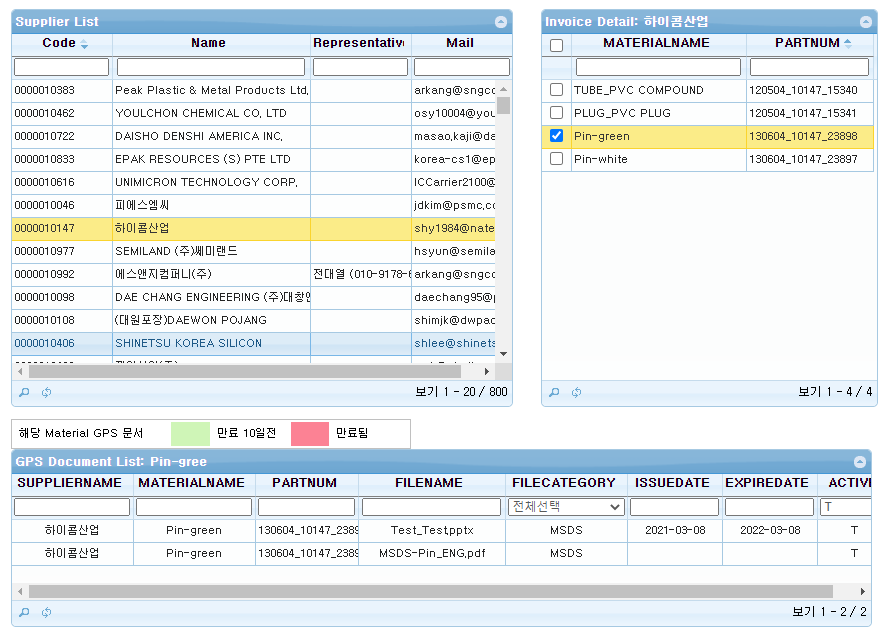 Supplier List
Code Name Representativ Mail
0000010383 Peak Plastic & Metal Products Ltd, arkang@sngco
0000010462 YOULCHON CHEMICAL CO, LTD osy10004@you
0000010722 DAISHO DENSHI AMERICA INC, masao,kaji@da
0000010833 EPAK RESOURCES (S) PTE LTD korea-cs1@ep
0000010616 UNIMICRON TECHNOLOGY CORP, ICCarrier2100@
0000010046 피에스엠씨 jdkim@psmc,co
0000010147 하이콤산업 shy1984@nate
0000010977 SEMILAND (주)쎄미랜드 hsyun@semila
0000010992 에스앤지컴퍼니(주) 전대열 (010-9178- arkang@sngco
0000010098 DAE CHANG ENGINEERING (주)대창 daechang95@
0000010108 (대원포장)DAEWON POJANG shimjk@dwpac
0000010406 SHINETSU KOREA SILICON shlee@shinets
보기 1 - 20 / 800
Invoice Detail: 하이콤산업
MATERIALNAME PARTNUM
TUBE_PVC COMPOUND 120504_10147_15340
PLUG_PVC PLUG 120504_10147_15341
Pin-green 130604_10147_23898
Pin-white 130604_10147_23897
보기 1 - 4 / 4
해당 Material GPS 문서 만료 10일전 만료됨
GPS Document List: Pin-gree
SUPPLIERNAME MATERIALNAME PARTNUM FILENAME FILECATEGORY ISSUEDATE EXPIREDATE ACTIVI
전체선택 T
하이콤산업 Pin-green 130604_10147_2389 Test_Test,pptx MSDS 2021-03-08 2022-03-08 T
하이콤산업 Pin-green 130604_10147_2389 MSDS-Pin_ENG,pdf MSDS T
보기 1 - 2 / 2